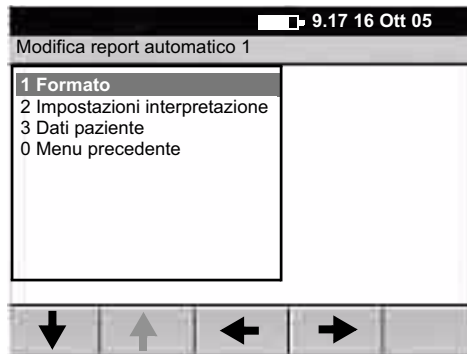 9.17 16 Ott 05
Modifica report automatico 1
1 Formato
2 Impostazioni interpretazione
3 Dati paziente
0 Menu precedente